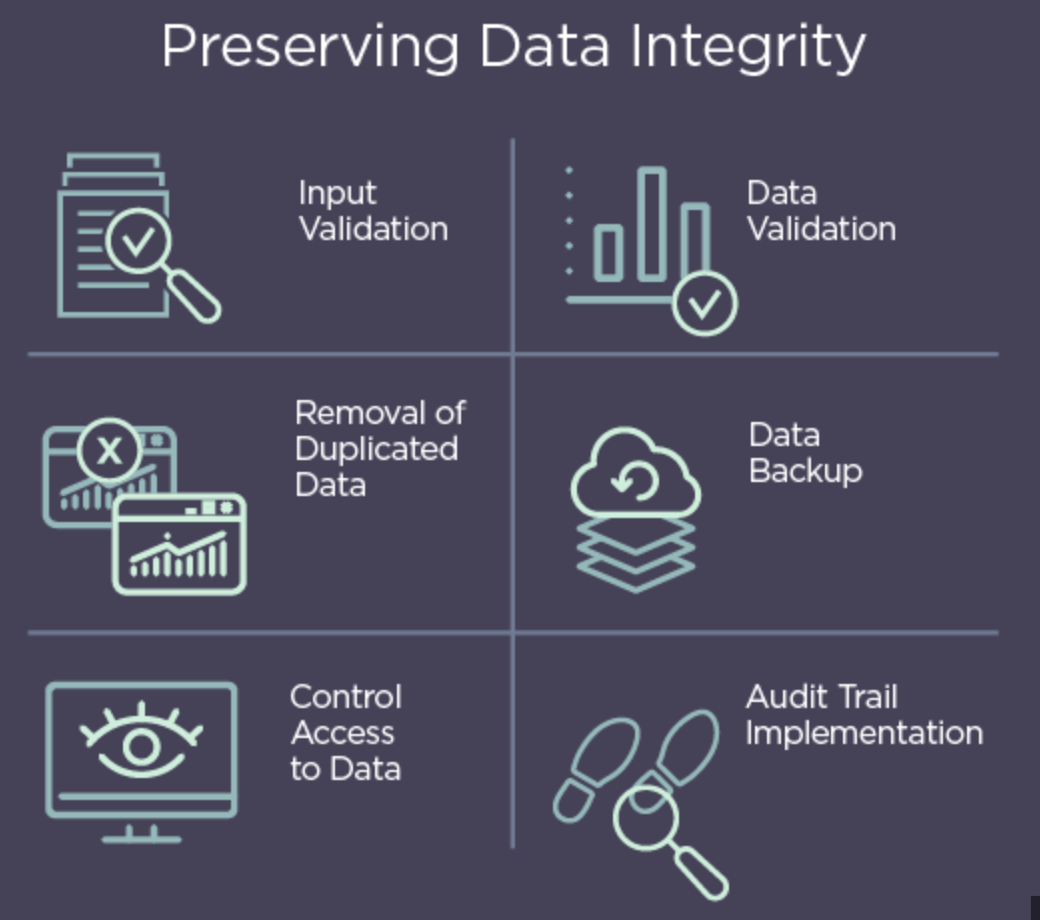 Preserving Data Integrity
Input
Validation
Data
Validation
X
Removal of
Duplicated
Data
Data
Backup
Control
Access
to Data
Audit Trail
Implementation